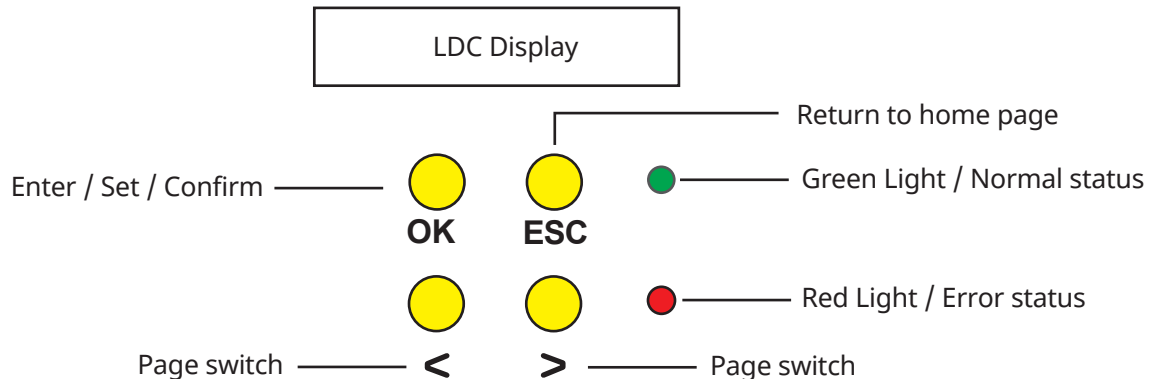 LDC Display
Return to home page
Enter / Set / Confirm
Green Light / Normal status
OK
ESC
Red Light / Error status
Page switch
<
>
Page switch